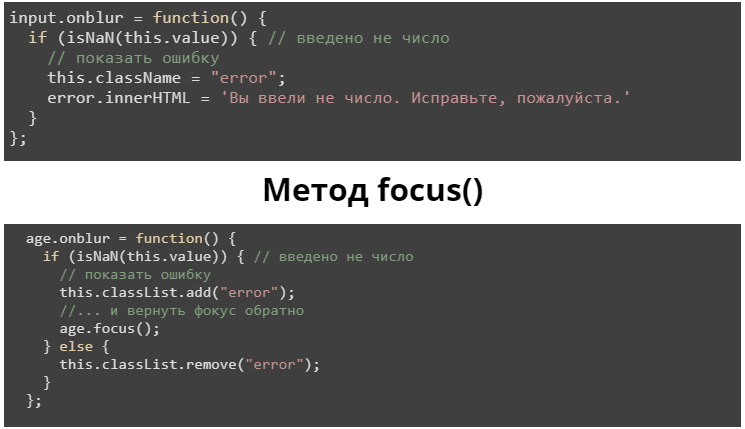 input.onblur = function() {
  if (isNaN(this.value)) { // введено не число
    // показать ошибку
    this.className = "error";
    error.innerHTML = 'Вы ввели не число. Исправьте, пожалуйста.'
  }
};
Метод focus()
age.onblur = function() {
  if (isNaN(this.value)) { // введено не число
    // показать ошибку
    this.classList.add("error");
    //... и вернуть фокус обратно
    age.focus();
  } else {
    this.classList.remove("error");
  }
};